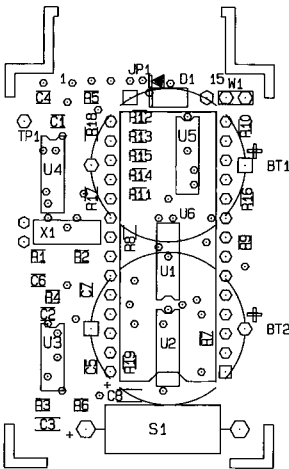 JP1
1 D1 15
C4 R5 W1
R18 R12 R10
TP1 C1 R13 U5
U4 R15 + BT1
R14
R17 R11 R16
X1 U6
R1 R2 R8 R9
C6 C7 U1
R4 +
C2 BT2
U3 U2 R7
C5 R19
+
R3 R6 C8
C3
+ S1